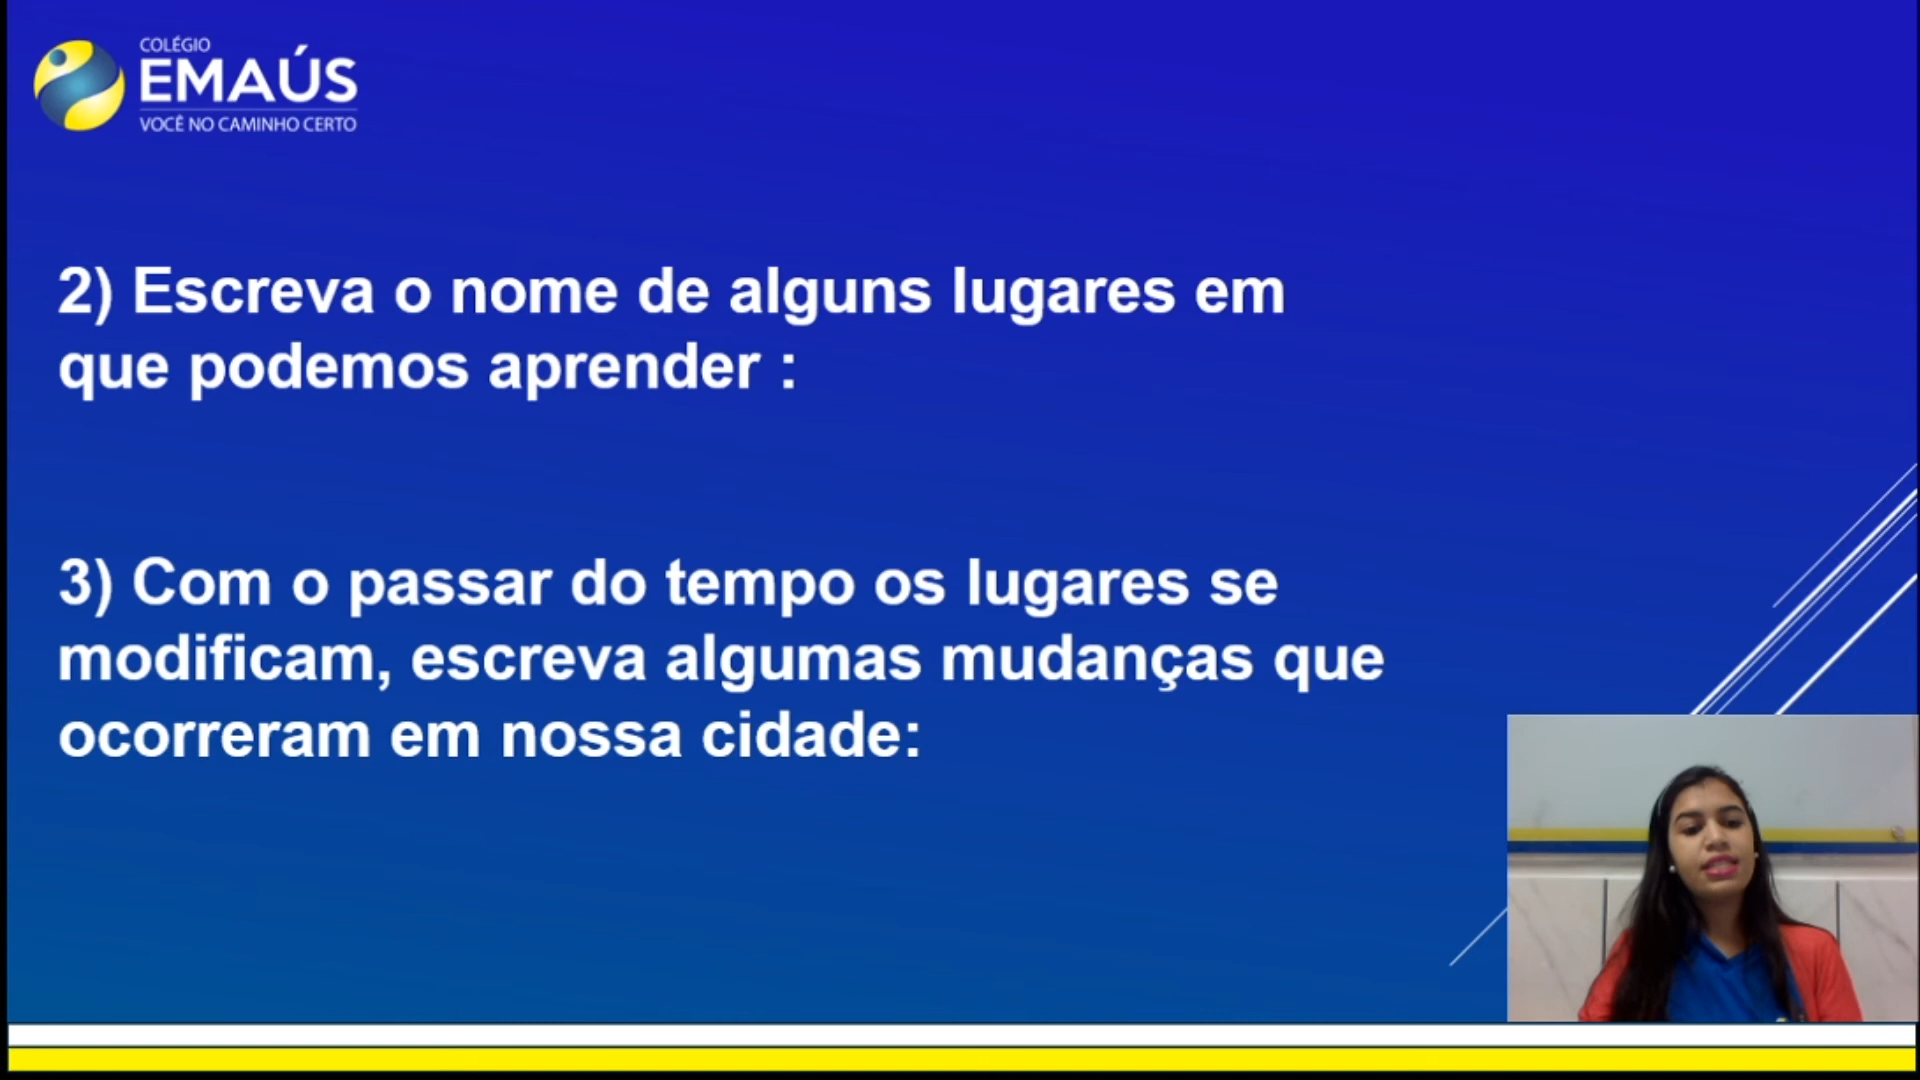 COLÉGIO
EMAÚS
VOCÊ NO CAMINHO CERTO
2) Escreva o nome de alguns lugares em
que podemos aprender :
3) Com o passar do tempo os lugares se
modificam, escreva algumas mudanças que
ocorreram em nossa cidade: